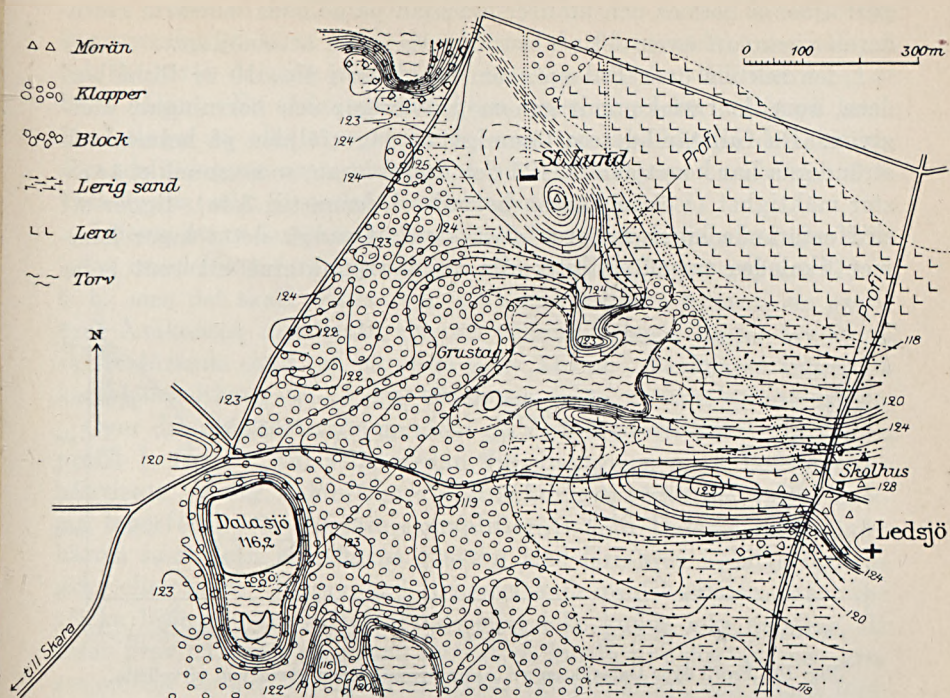 Morän
Klapper
Block
Lerig sand
Lera
Torv
N
0 100 300m
123
124
125
124
St. Lund
Profil
Profil
124
123
124
124
123
122
122
123
Grustag
118
120
124
120
Skolhus
128
129
119
Dalasjö
116,2
123
123
Ledsjö
124
120
till Skara
116
122
120
118